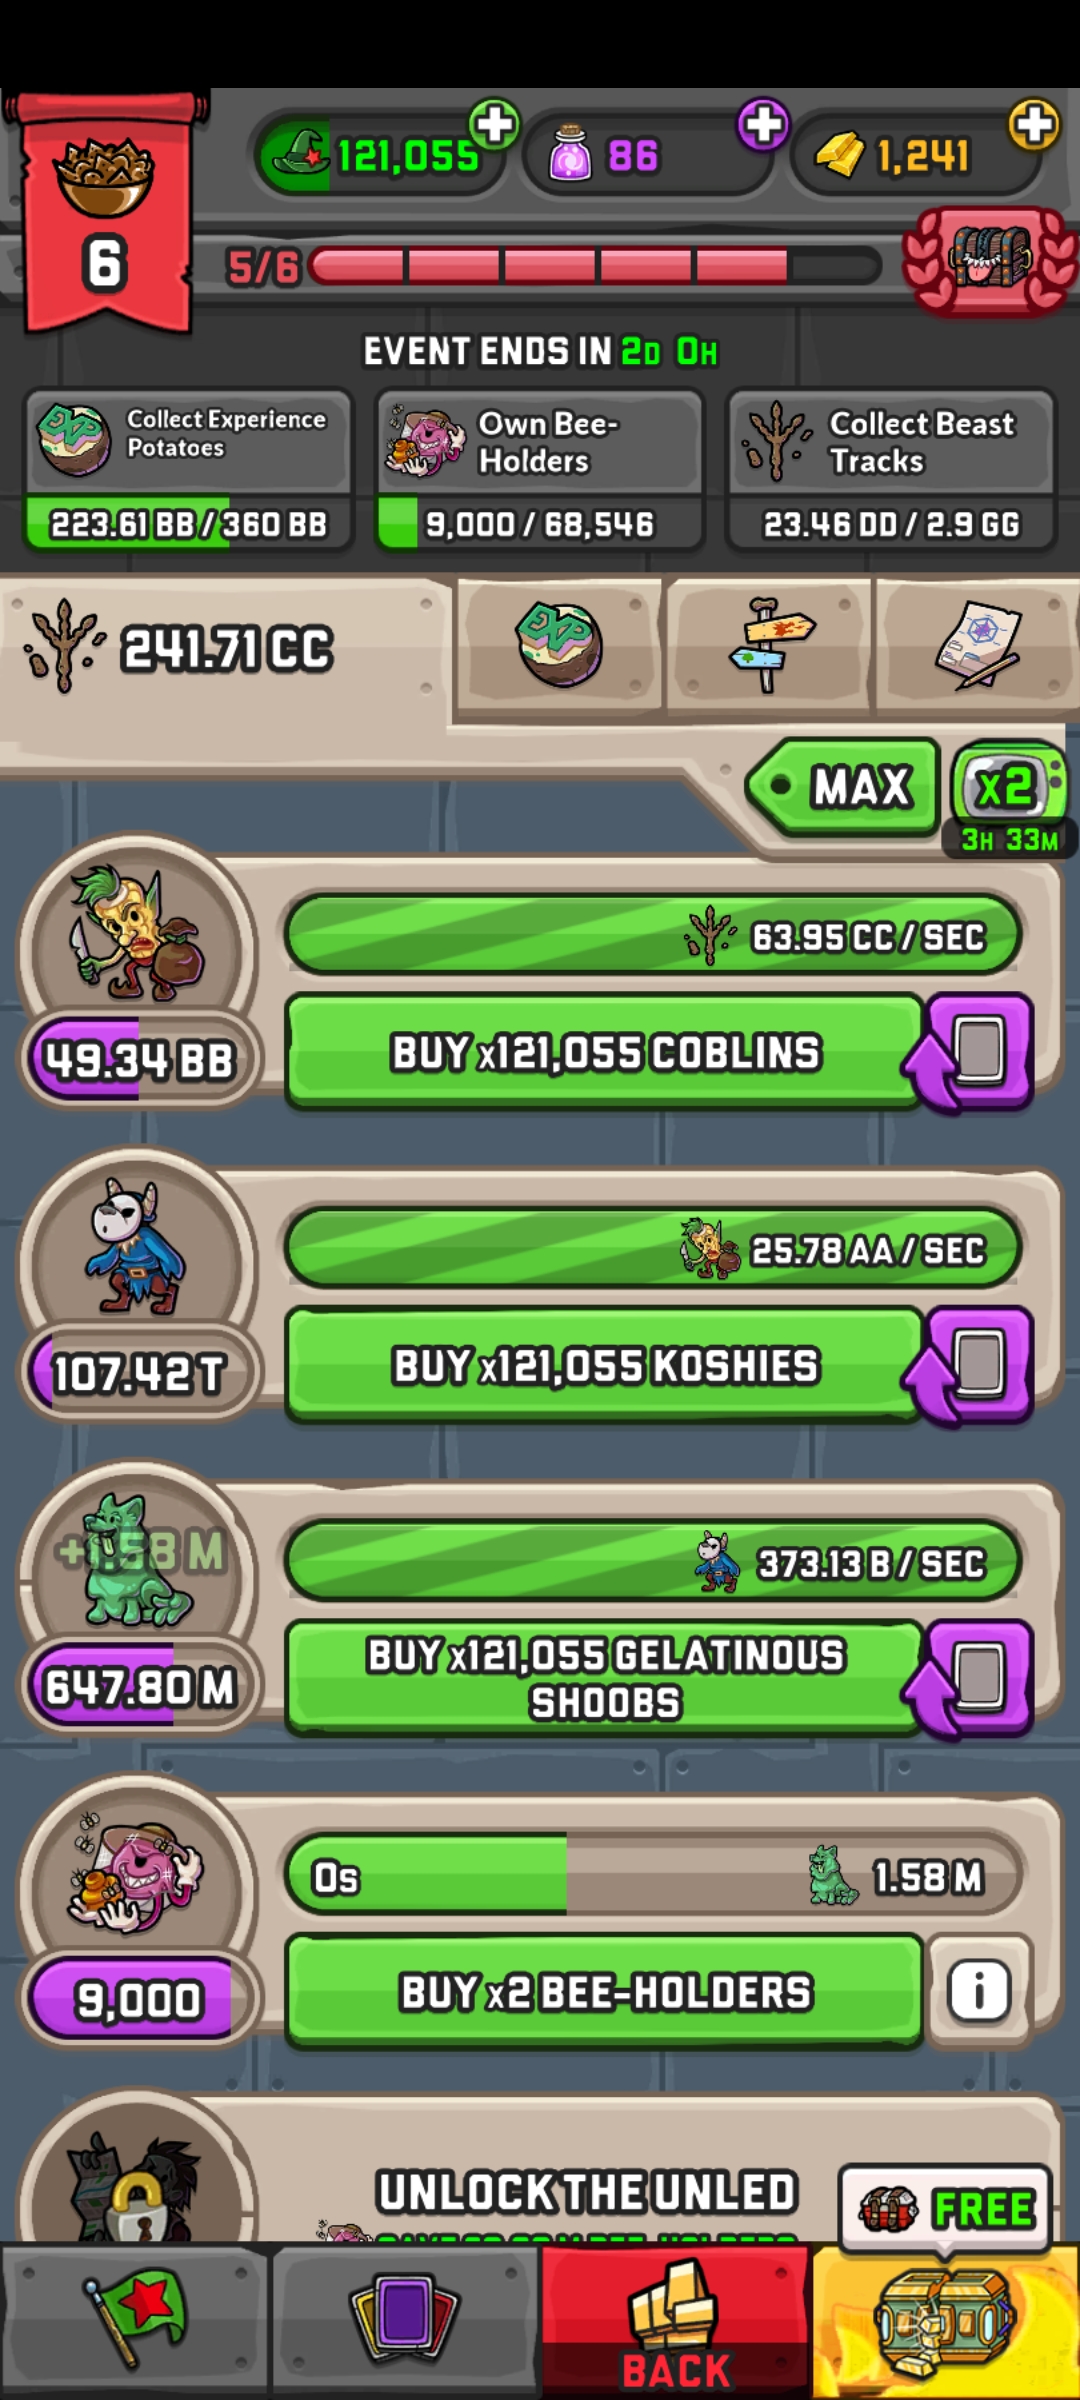 121,055
86
1,241
6
5/6
EVENT ENDS IN 2D 0H
Collect Experience
Potatoes
223.61 BB / 360 BB
Own Bee-
Holders
9,000 / 68,546
Collect Beast
Tracks
23.46 DD / 2.9 GG
241.71 CC
EXP
MAX
x2
3H 33M
63.95 CC / SEC
49.34 BB
BUY x121,055 COBLINS
25.78 AA / SEC
107.42 T
BUY x121,055 KOSHIES
+1.58 M
373.13 B / SEC
647.80 M
BUY x121,055 GELATINOUS
SHOOBS
0s
1.58 M
9,000
BUY x2 BEE-HOLDERS
i
UNLOCK THE UNLED
FREE
BACK